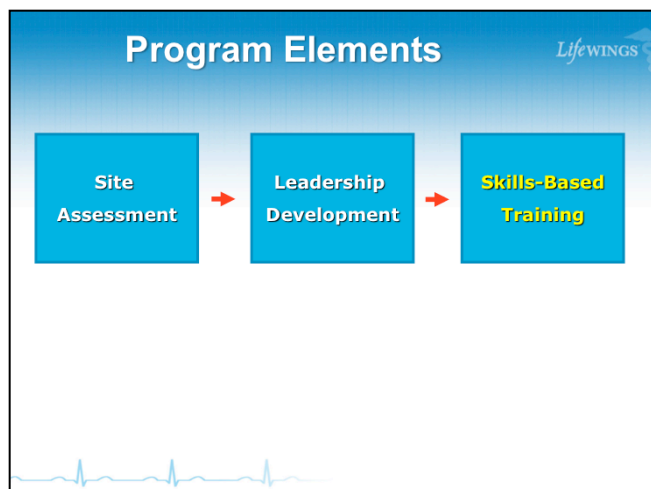 Program Elements
LifeWINGS
Site
Assessment
Leadership
Development
Skills-Based
Training